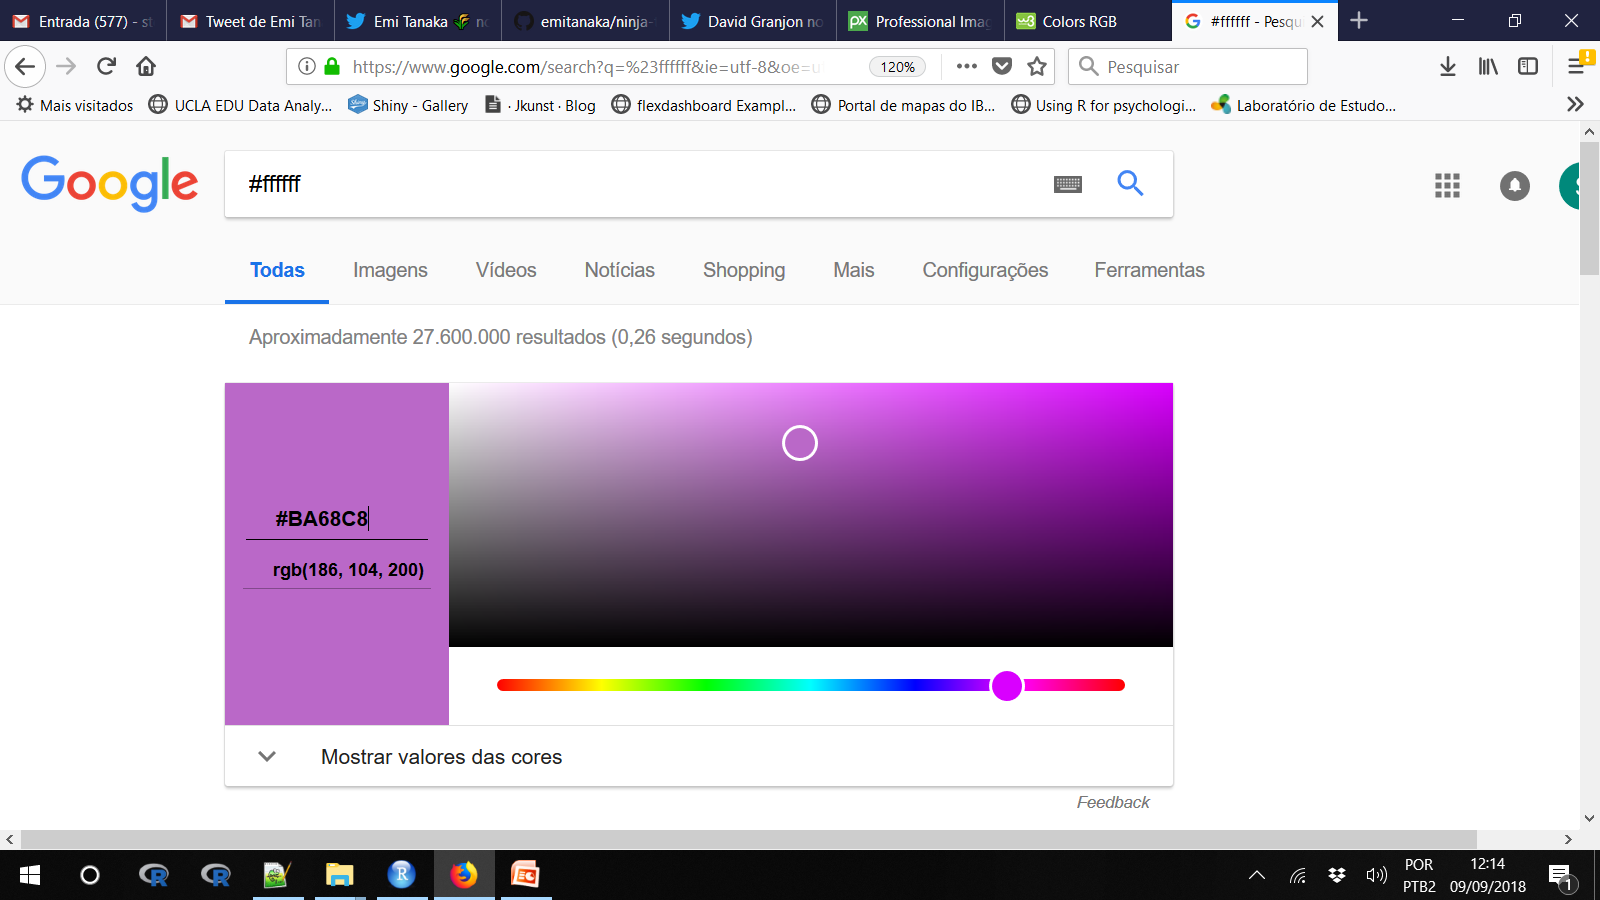 Entrada (577) - st
Tweet de Emi Tan
Emi Tanaka
emitanaka/ninja-
David Granjon no
Professional Imag
Colors RGB
#ffffff - Pesqu
https://www.google.com/search?q=%23ffffff&ie=utf-8&oe=u
120%
Pesquisar
Mais visitados
UCLA EDU Data Analy...
Shiny - Gallery
· Jkunst · Blog
flexdashboard Exampl...
Portal de mapas do IB...
Using R for psychologi...
Laboratório de Estudo...
Google
#ffffff
Todas
Imagens
Vídeos
Notícias
Shopping
Mais
Configurações
Ferramentas
Aproximadamente 27.600.000 resultados (0,26 segundos)
#BA68C8
rgb(186, 104, 200)
Mostrar valores das cores
Feedback
POR
PTB2
12:14
09/09/2018
1